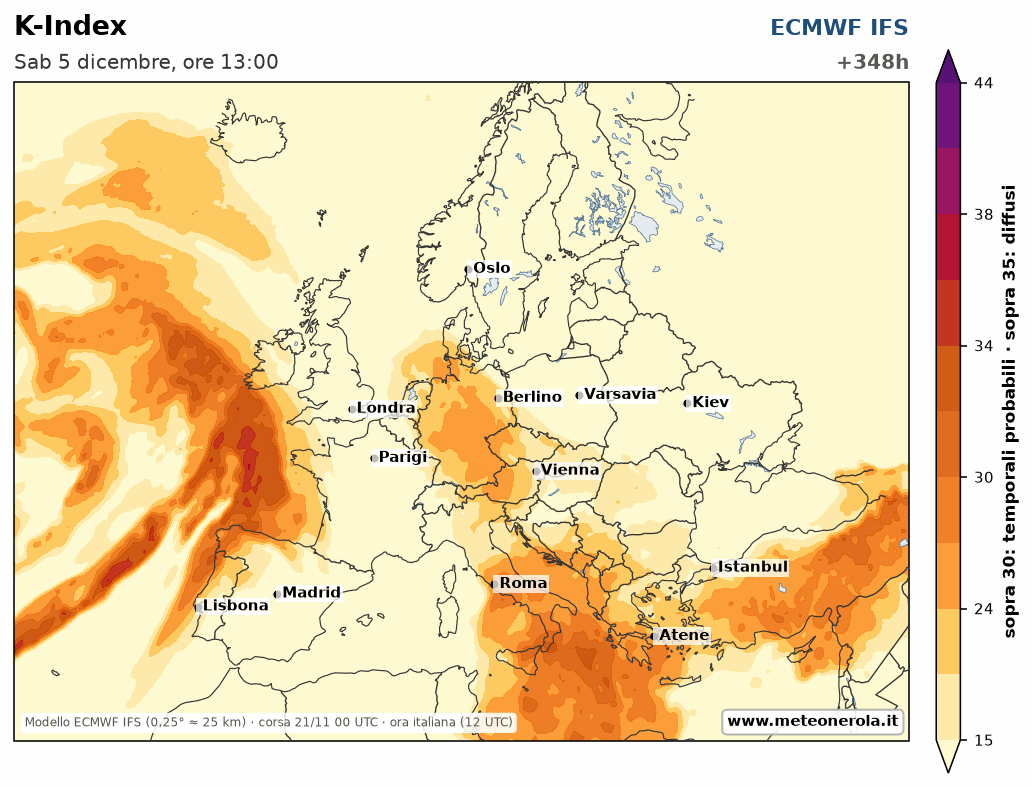 K-Index
ECMWF IFS
Sab 5 dicembre, ore 13:00
+348h
44
38
34
30
24
15
sopra 30: temporali probabili · sopra 35: diffusi
Oslo
Berlino
Varsavia
Kiev
Londra
Parigi
Vienna
Istanbul
Roma
Madrid
Lisbona
Atene
Modello ECMWF IFS (0,25° ≈ 25 km) · corsa 21/11 00 UTC · ora italiana (12 UTC)
www.meteonerola.it